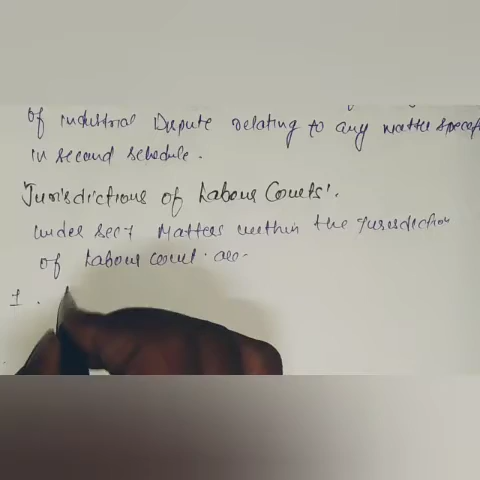 of industrial Dispute relating to any matter specef
in second schedule.
'Jurisdictions of Labour Courts'.
under sec 7 Matters within the jurisdiction
of Labour court are-
1.